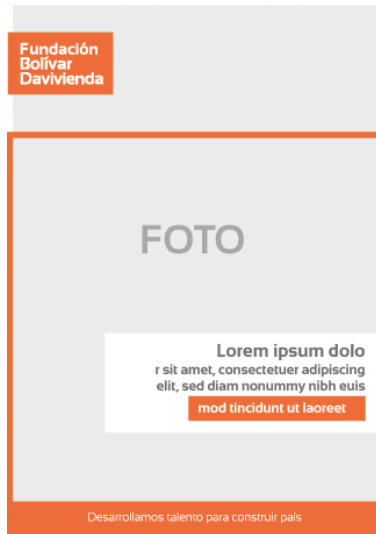 Fundación
Bolívar
Davivienda
FOTO
Lorem ipsum dolo
r sit amet, consectetuer adipiscing
elit, sed diam nonummy nibh euis
mod tincidunt ut laoreet
Desarrollamos talento para construir país